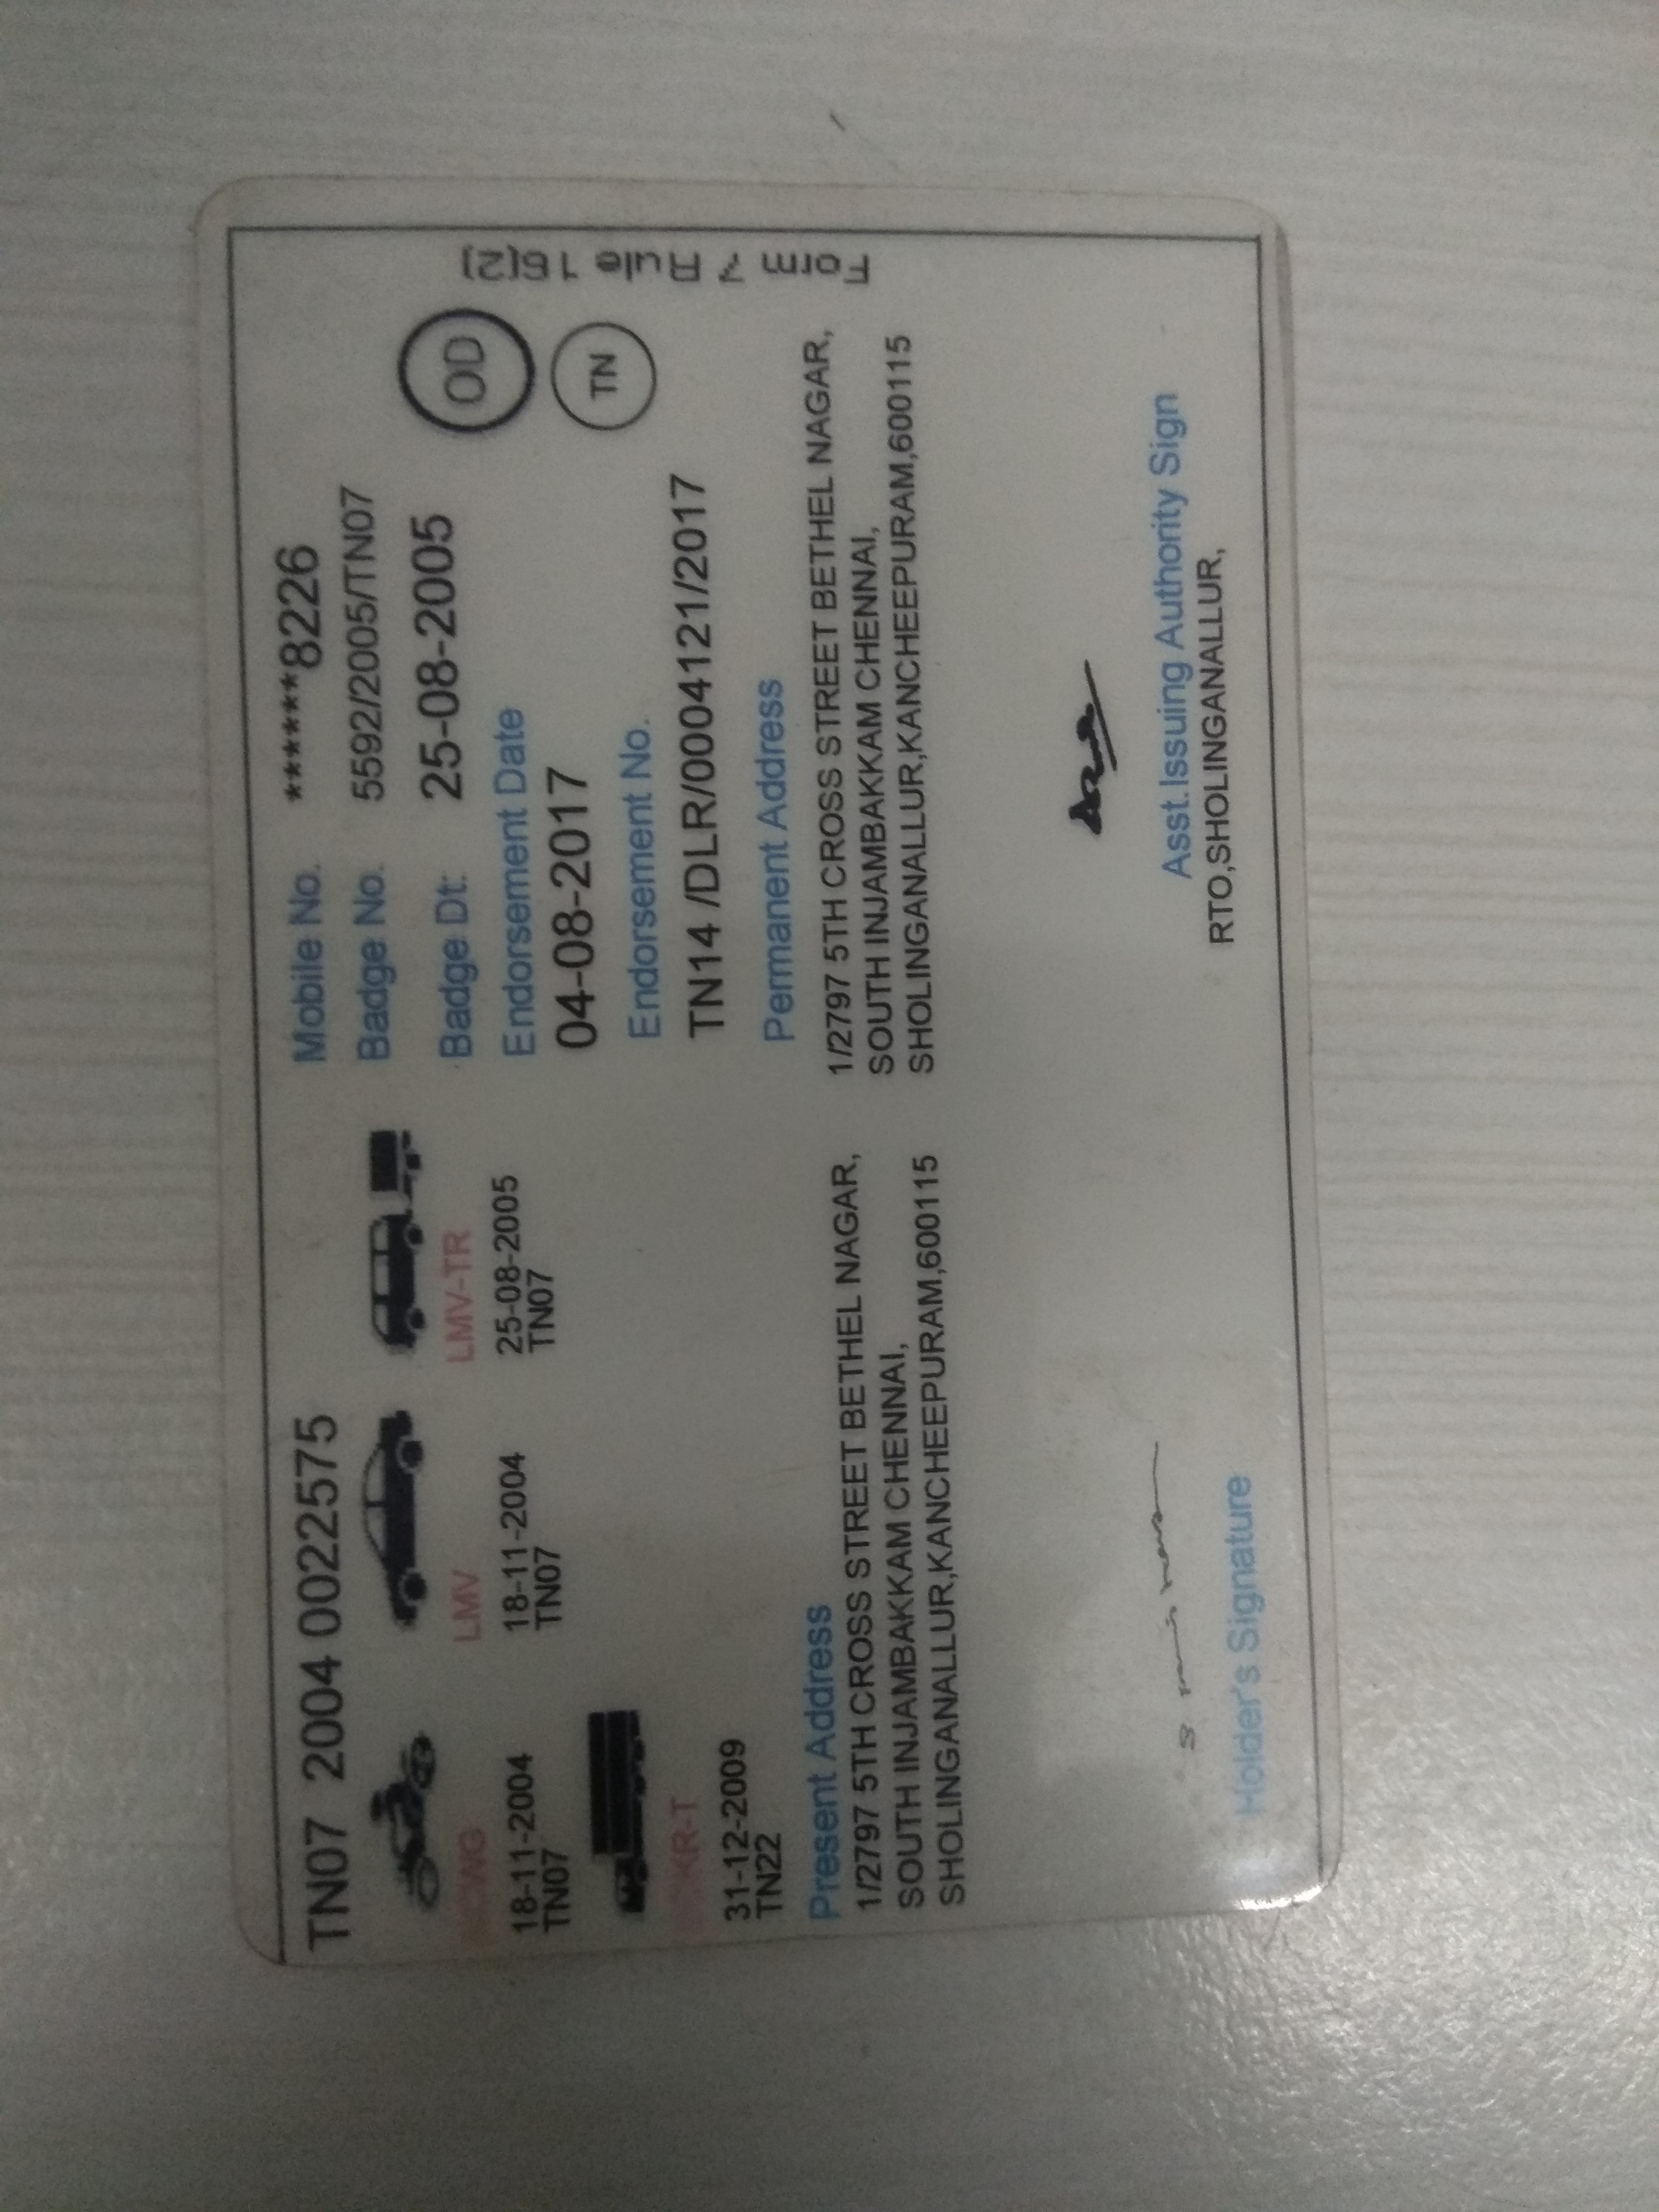 TN07 2004 0022575
MCWG
18-11-2004
TN07
LMV
18-11-2004
TN07
LMV-TR
25-08-2005
TN07
31-12-2009
TN22
Mobile No. ******8226
Badge No. 5592/2005/TN07
Badge Dt: 25-08-2005
Endorsement Date
04-08-2017
Endorsement No.
TN14 /DLR/0004121/2017
OD
TN
Form 7 Rule 16(2)
Present Address
1/2797 5TH CROSS STREET BETHEL NAGAR,
SOUTH INJAMBAKKAM CHENNAI,
SHOLINGANALLUR,KANCHEEPURAM,600115
Permanent Address
1/2797 5TH CROSS STREET BETHEL NAGAR,
SOUTH INJAMBAKKAM CHENNAI,
SHOLINGANALLUR,KANCHEEPURAM,600115
Holder's Signature
Asst.Issuing Authority Sign
RTO,SHOLINGANALLUR,